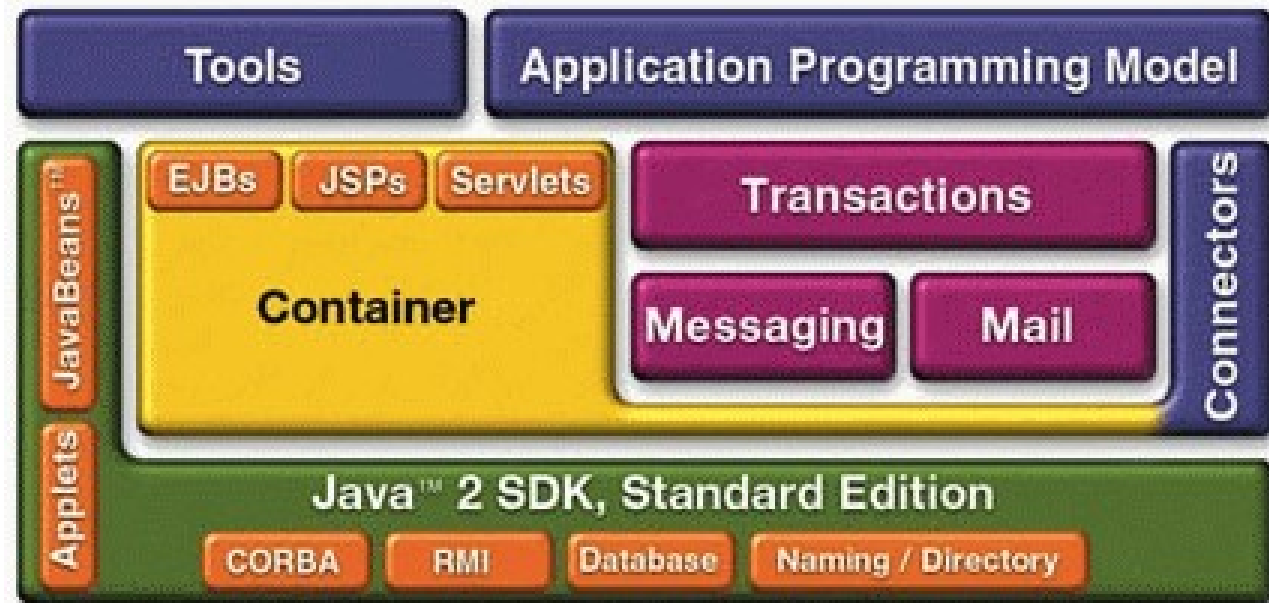 Tools
Application Programming Model
JavaBeans™
EJBs
JSPs
Servlets
Container
Transactions
Messaging
Mail
Connectors
Applets
Java™ 2 SDK, Standard Edition
CORBA
RMI
Database
Naming / Directory